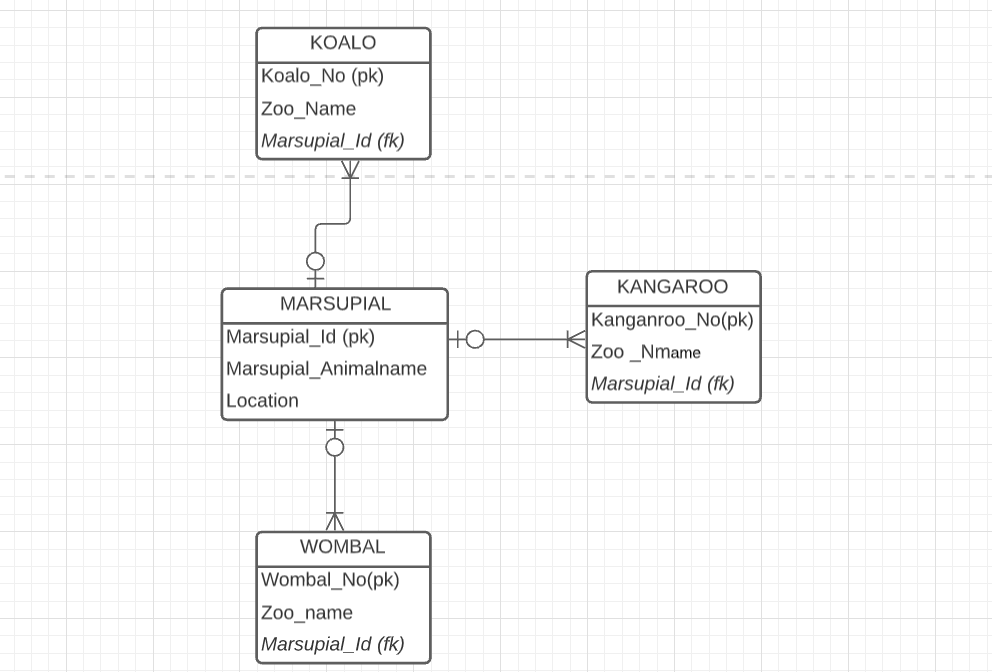 KOALO
Koalo_No (pk)
Zoo_Name
Marsupial_Id (fk)
MARSUPIAL
Marsupial_Id (pk)
Marsupial_Animalname
Location
KANGAROO
Kanganroo_No(pk)
Zoo _Nmame
Marsupial_Id (fk)
WOMBAL
Wombal_No(pk)
Zoo_name
Marsupial_Id (fk)